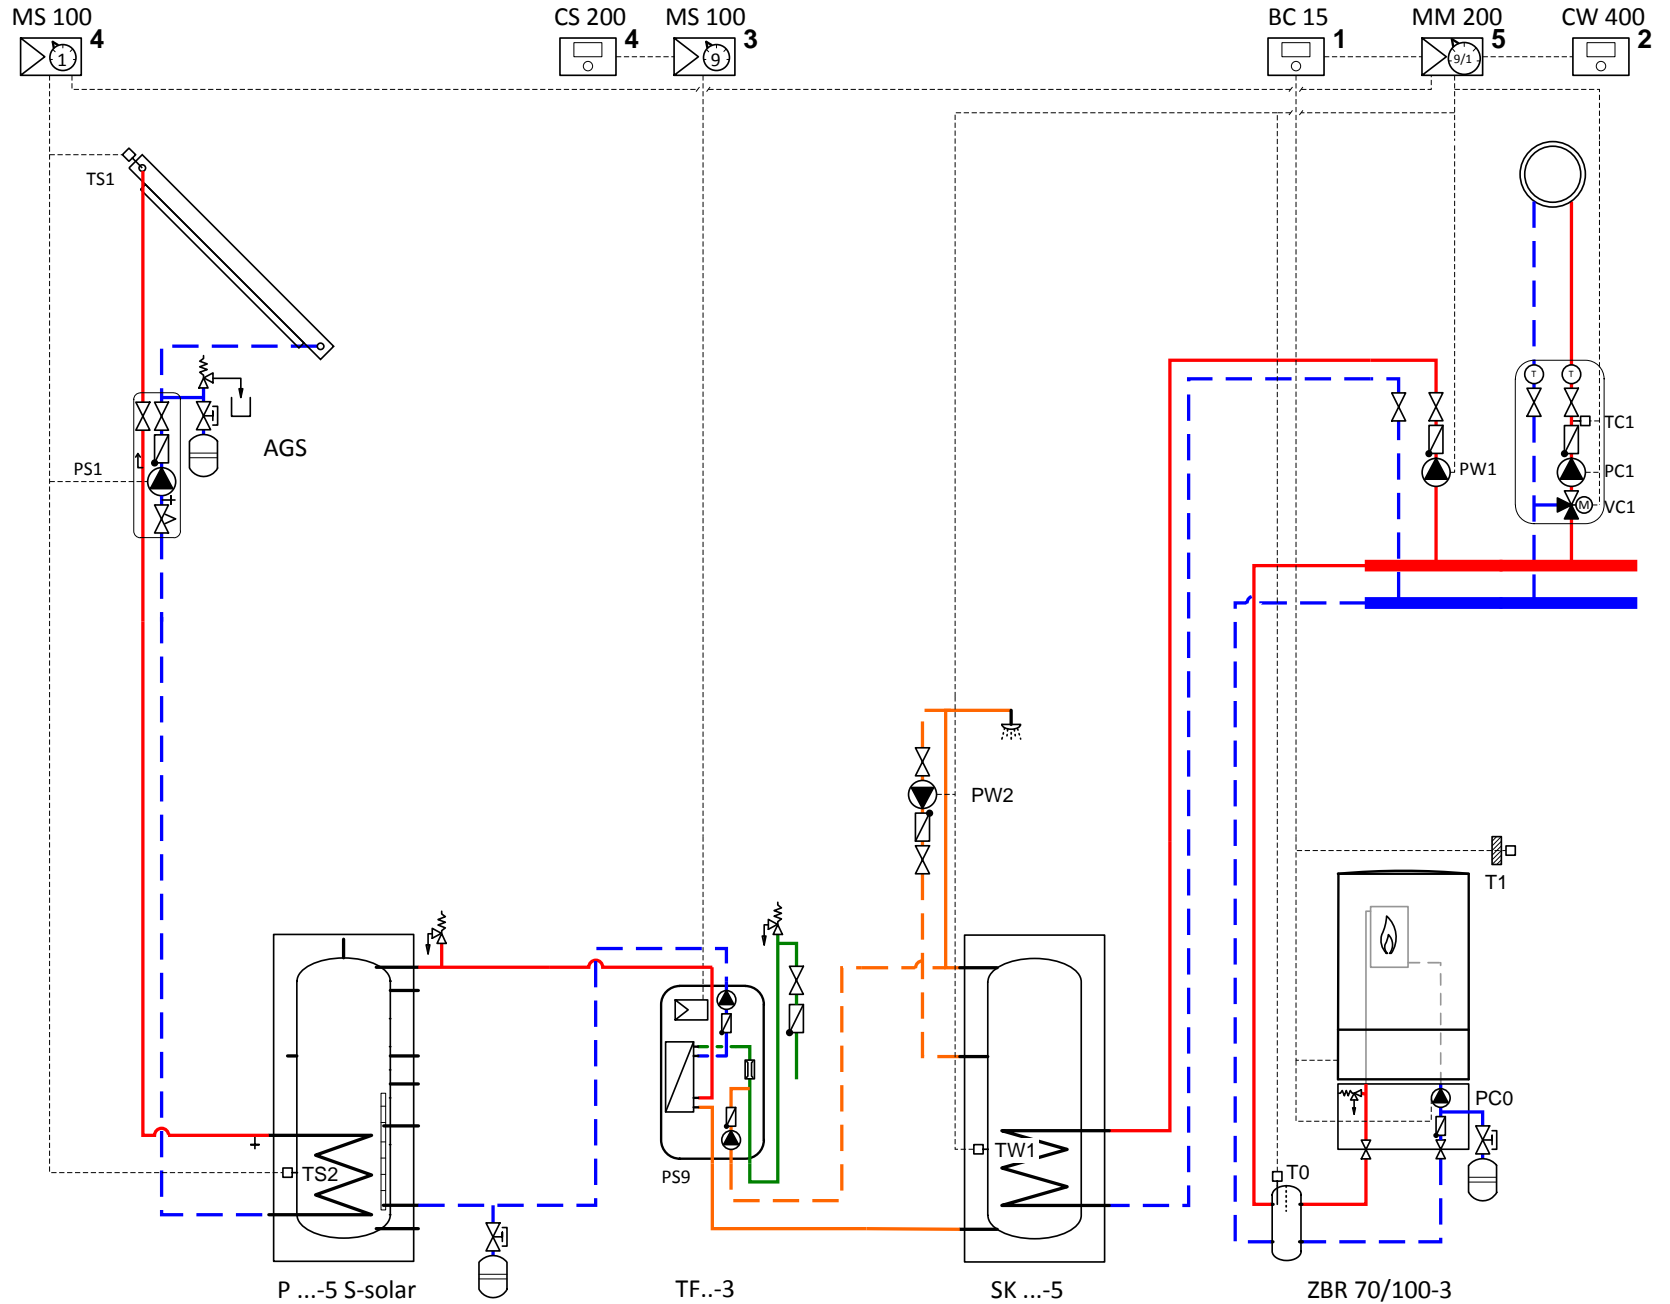 MS 100
CS 200
MS 100
BC 15
MM 200
CW 400
4
4
3
1
5
2
1
9
9/1
TS1
T
T
TC1
AGS
PS1
PW1
PC1
M
VC1
PW2
T1
PC0
TW1
TS2
T0
PS9
P ...-5 S-solar
TF..-3
SK ...-5
ZBR 70/100-3